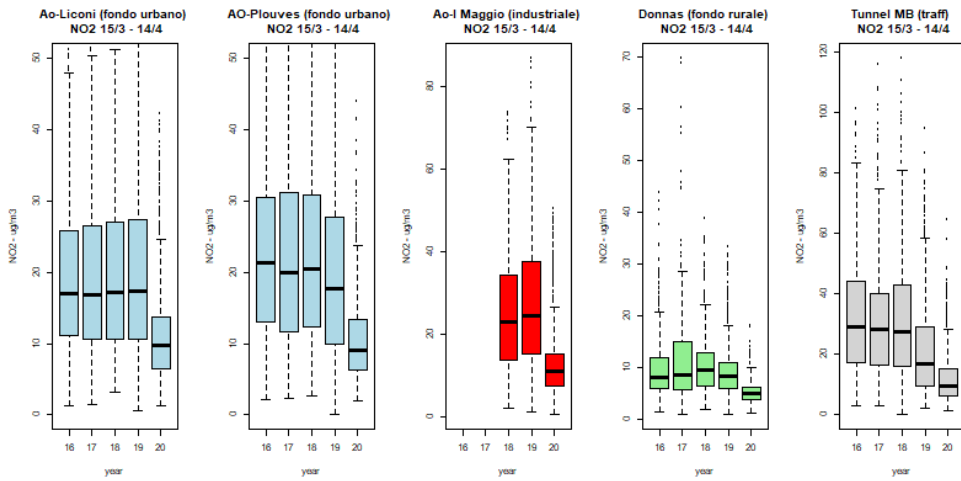 Ao-Liconi (fondo urbano)
NO2 15/3 - 14/4
NO2 - ug/m3
50
40
30
20
10
0
16 17 18 19 20
year
AO-Plouves (fondo urbano)
NO2 15/3 - 14/4
NO2 - ug/m3
50
40
30
20
10
0
16 17 18 19 20
year
Ao-I Maggio (industriale)
NO2 15/3 - 14/4
NO2 - ug/m3
80
60
40
20
0
16 17 18 19 20
year
Donnas (fondo rurale)
NO2 15/3 - 14/4
NO2 - ug/m3
70
60
50
40
30
20
10
0
16 17 18 19 20
year
Tunnel MB (traff)
NO2 15/3 - 14/4
NO2 - ug/m3
120
100
80
60
40
20
0
16 17 18 19 20
year